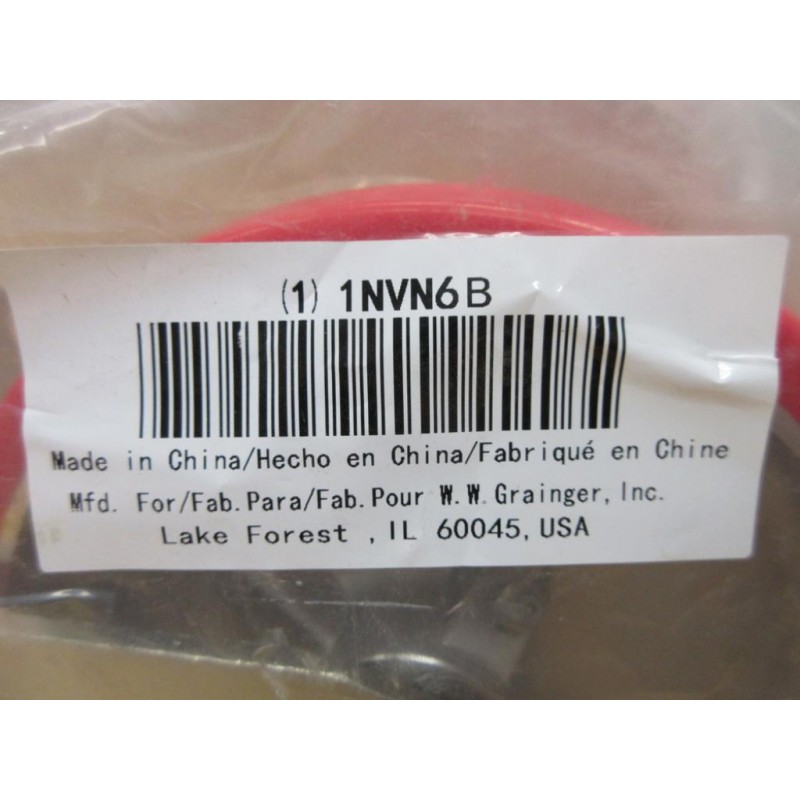 (1) 1NVN6B
Made in China/Hecho en China/Fabriqué en Chine
Mfd. For/Fab.Para/Fab.Pour W.W.Grainger,Inc.
Lake Forest ,IL 60045,USA